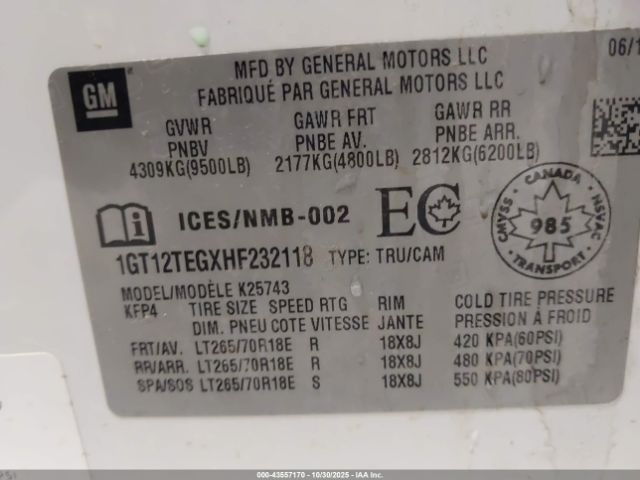 MFD BY GENERAL MOTORS LLC
FABRIQUÉ PAR GENERAL MOTORS LLC
06/1
GM
GVWR GAWR FRT GAWR RR
PNBV PNBE AV. PNBE ARR.
4309KG(9500LB) 2177KG(4800LB) 2812KG(6200LB)
ICES/NMB-002 EC
CMVSS CANADA NSVAC
985
TRANSPORT
1GT12TEGXHF232118 TYPE: TRU/CAM
MODEL/MODÈLE K25743
KFP4 TIRE SIZE SPEED RTG RIM COLD TIRE PRESSURE
DIM. PNEU COTE VITESSE JANTE PRESSION À FROID
FRT/AV. LT265/70R18E R 18X8J 420 KPA(60PSI)
RR/ARR. LT265/70R18E R 18X8J 480 KPA(70PSI)
SPA/SOS LT265/70R18E S 18X8J 550 KPA(80PSI)
000-43557170 - 10/30/2025 - Copyright © IAA, LLC